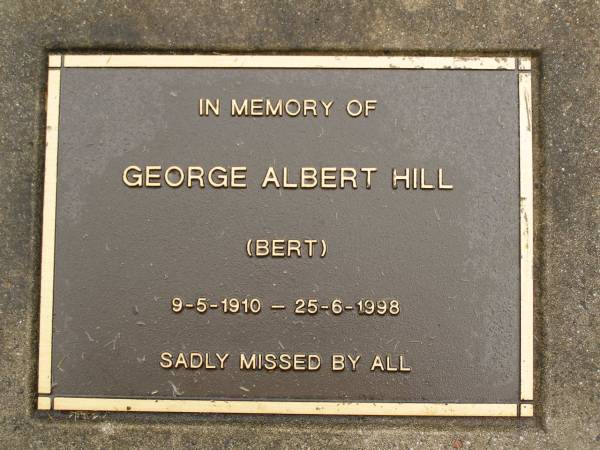 IN MEMORY OF
GEORGE ALBERT HILL
(BERT)
9-5-1910 – 25-6-1998
SADLY MISSED BY ALL